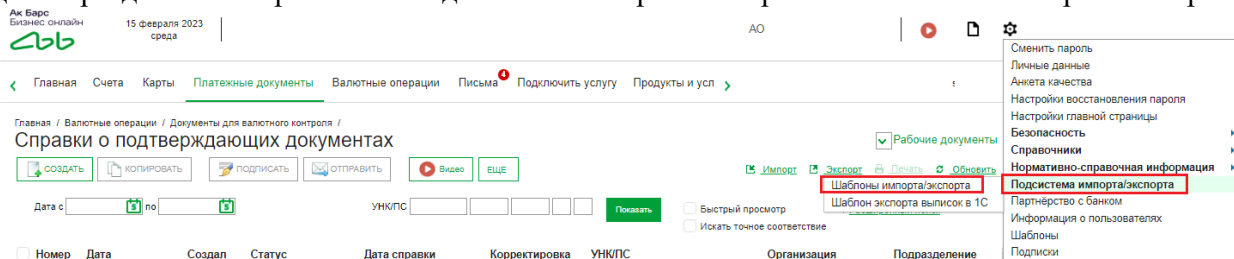 Ак Барс
Бизнес онлайн
15 февраля 2023
среда
АО
Сменить пароль
Личные данные
Анкета качества
Настройки восстановления пароля
Настройки главной страницы
Безопасность
Справочники
Нормативно-справочная информация
Подсистема импорта/экспорта
Партнёрство с банком
Информация о пользователях
Шаблоны
Подписки
Главная Счета Карты Платежные документы Валютные операции Письма 4 Подключить услугу Продукты и усл
Главная / Валютные операции / Документы для валютного контроля /
Справки о подтверждающих документах
Рабочие документы
СОЗДАТЬ КОПИРОВАТЬ ПОДПИСАТЬ ОТПРАВИТЬ Видео ЕЩЕ
Импорт Экспорт Печать Обновить
Шаблоны импорта/экспорта
Шаблон экспорта выписок в 1С
Дата с 5 по 5 УНК/ПС Показать
Быстрый просмотр
Искать точное соответствие
Номер Дата Создал Статус Дата справки Корректировка УНК/ПС Организация Подразделение